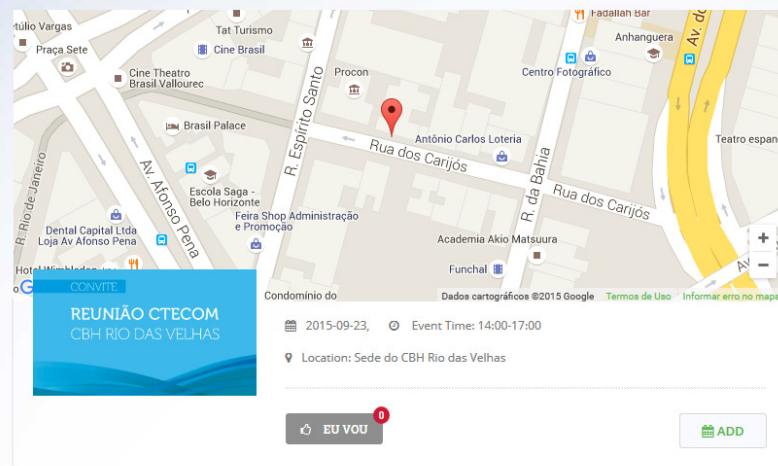 etúlio Vargas
Tat Turismo
Fadallah Bar
Praça Sete
Cine Brasil
Anhanguera
Av. do
Cine Theatro
Brasil Vallourec
Procon
Centro Fotográfico
R. Espírito Santo
Brasil Palace
Antônio Carlos Loteria
Rua dos Carijós
Teatro espan
R. Rio de Janeiro
Av. Afonso Pena
Escola Saga -
Belo Horizonte
R. da Bahia
Rua dos Carijós
Feira Shop Administração
e Promoção
Dental Capital Ltda
Loja Av Afonso Pena
Academia Akio Matsuura
+
−
Funchal
Condomínio do
Dados cartográficos ©2015 Google
Termos de Uso
Informar erro no mapa
CONVITE
REUNIÃO CTECOM
CBH RIO DAS VELHAS
2015-09-23, Event Time: 14:00-17:00
Location: Sede do CBH Rio das Velhas
0
EU VOU
ADD